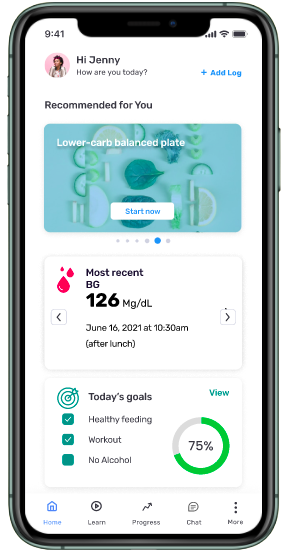 9:41
Hi Jenny
How are you today?
+ Add Log
Recommended for You
Lower-carb balanced plate
Start now
Most recent
BG
126 Mg/dL
June 16, 2021 at 10:30am
(after lunch)
Today's goals
View
Healthy feeding
Workout
No Alcohol
75%
Home Learn Progress Chat More